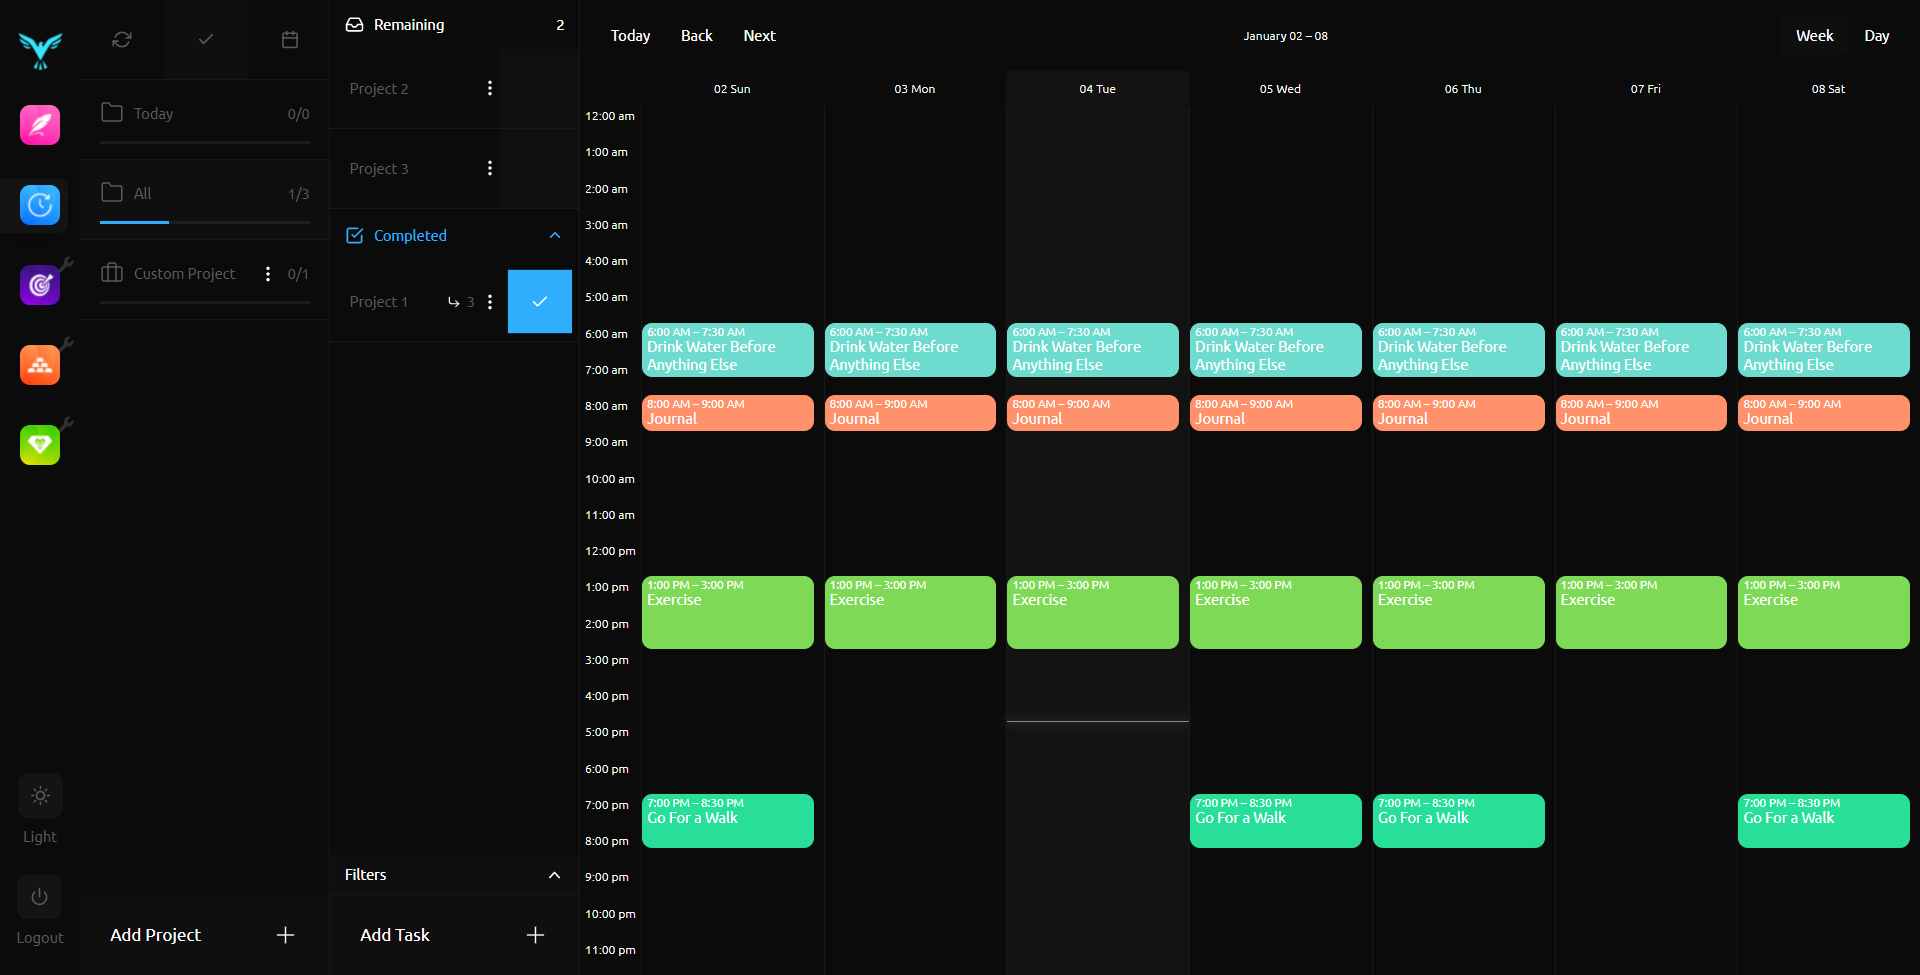 Today 0/0
All 1/3
Custom Project 0/1
Light
Logout
Add Project
Remaining 2
Project 2
Project 3
Completed
Project 1 3
Filters
Add Task
Today Back Next
January 02 – 08
Week Day
02 Sun 03 Mon 04 Tue 05 Wed 06 Thu 07 Fri 08 Sat
12:00 am
1:00 am
2:00 am
3:00 am
4:00 am
5:00 am
6:00 am
7:00 am
8:00 am
9:00 am
10:00 am
11:00 am
12:00 pm
1:00 pm
2:00 pm
3:00 pm
4:00 pm
5:00 pm
6:00 pm
7:00 pm
8:00 pm
9:00 pm
10:00 pm
11:00 pm
6:00 AM – 7:30 AM
Drink Water Before
Anything Else
8:00 AM – 9:00 AM
Journal
1:00 PM – 3:00 PM
Exercise
7:00 PM – 8:30 PM
Go For a Walk
6:00 AM – 7:30 AM
Drink Water Before
Anything Else
8:00 AM – 9:00 AM
Journal
1:00 PM – 3:00 PM
Exercise
6:00 AM – 7:30 AM
Drink Water Before
Anything Else
8:00 AM – 9:00 AM
Journal
1:00 PM – 3:00 PM
Exercise
6:00 AM – 7:30 AM
Drink Water Before
Anything Else
8:00 AM – 9:00 AM
Journal
1:00 PM – 3:00 PM
Exercise
7:00 PM – 8:30 PM
Go For a Walk
6:00 AM – 7:30 AM
Drink Water Before
Anything Else
8:00 AM – 9:00 AM
Journal
1:00 PM – 3:00 PM
Exercise
7:00 PM – 8:30 PM
Go For a Walk
6:00 AM – 7:30 AM
Drink Water Before
Anything Else
8:00 AM – 9:00 AM
Journal
1:00 PM – 3:00 PM
Exercise
6:00 AM – 7:30 AM
Drink Water Before
Anything Else
8:00 AM – 9:00 AM
Journal
1:00 PM – 3:00 PM
Exercise
7:00 PM – 8:30 PM
Go For a Walk